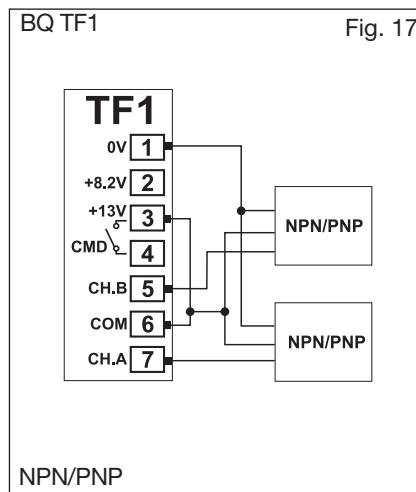 BQ TF1
Fig. 17
TF1
0V 1
+8.2V 2
+13V 3
CMD 4
CH.B 5
COM 6
CH.A 7
NPN/PNP
NPN/PNP
NPN/PNP